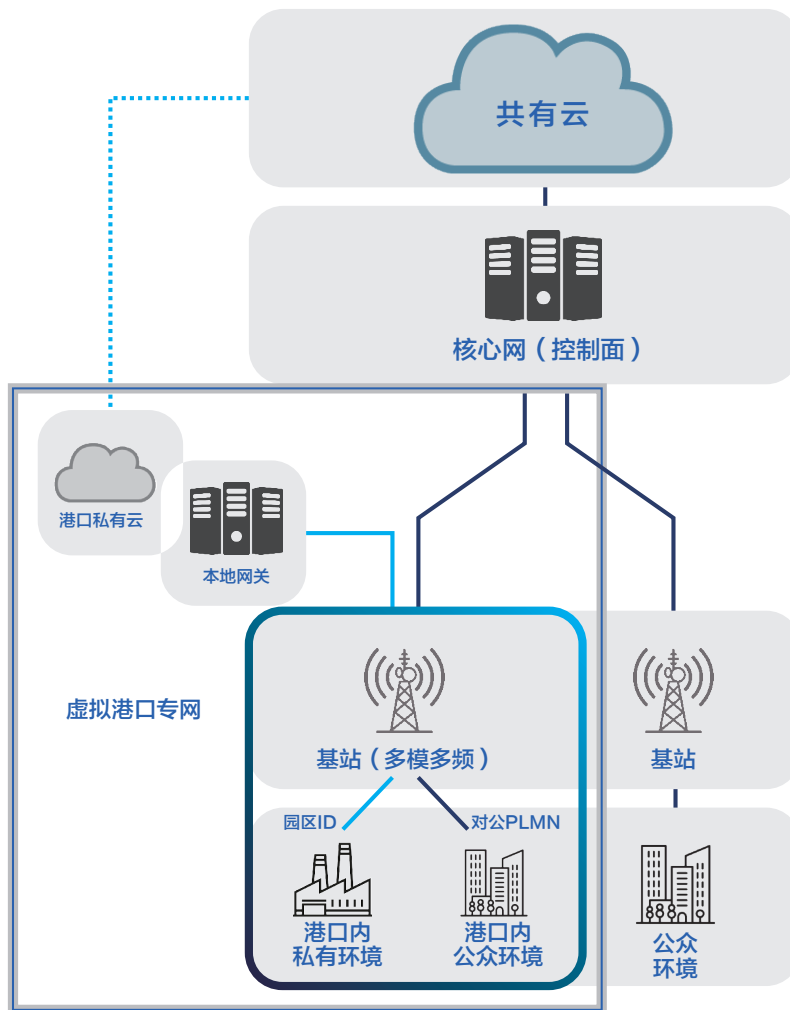 共有云
核心网（控制面）
港口私有云
本地网关
虚拟港口专网
基站（多模多频）
基站
园区ID
对公PLMN
港口内
私有环境
港口内
公众环境
公众
环境